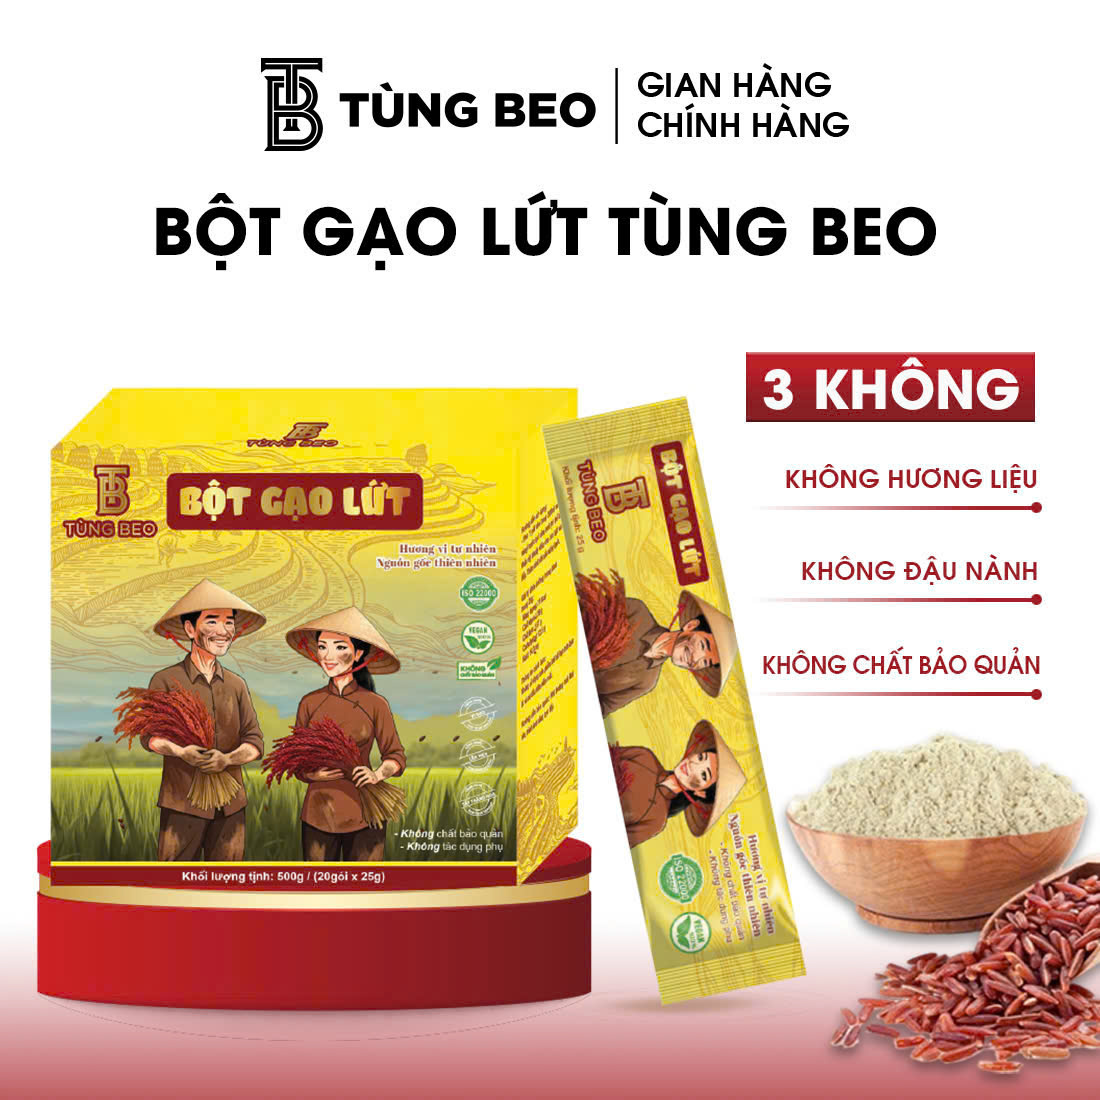 TÙNG BEO
GIAN HÀNG
CHÍNH HÀNG
BỘT GẠO LỨT TÙNG BEO
3 KHÔNG
KHÔNG HƯƠNG LIỆU
KHÔNG ĐẬU NÀNH
KHÔNG CHẤT BẢO QUẢN
TÙNG BEO
TÙNG BEO
BỘT GẠO LỨT
Hương vị tự nhiên
Nguồn gốc thiên nhiên
ISO 22000
VEGAN
KHÔNG
CHẤT BẢO QUẢN
- Không chất bảo quản
- Không tác dụng phụ
Khối lượng tịnh: 500g / (20gói x 25g)
TÙNG BEO
Khối lượng tịnh: 25 g
BỘT GẠO LỨT
Hương vị tự nhiên
Nguồn gốc thiên nhiên
- Không chất bảo quản
- Không tác dụng phụ
ISO 22000
VEGAN